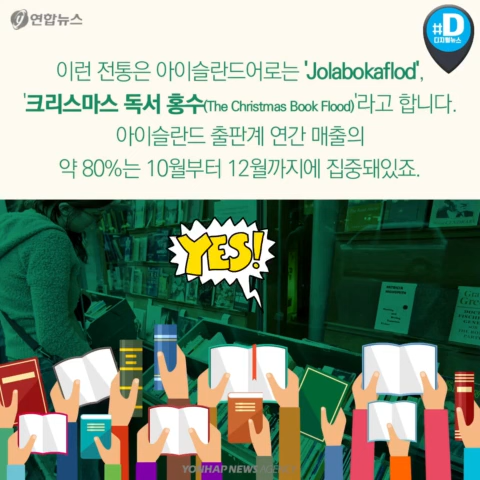 연합뉴스
#D
디지털뉴스
이런 전통은 아이슬란드어로는 'Jolabokaflod',
'크리스마스 독서 홍수(The Christmas Book Flood)'라고 합니다.
아이슬란드 출판계 연간 매출의
약 80%는 10월부터 12월까지에 집중돼있죠.
YES!
YONHAP NEWS